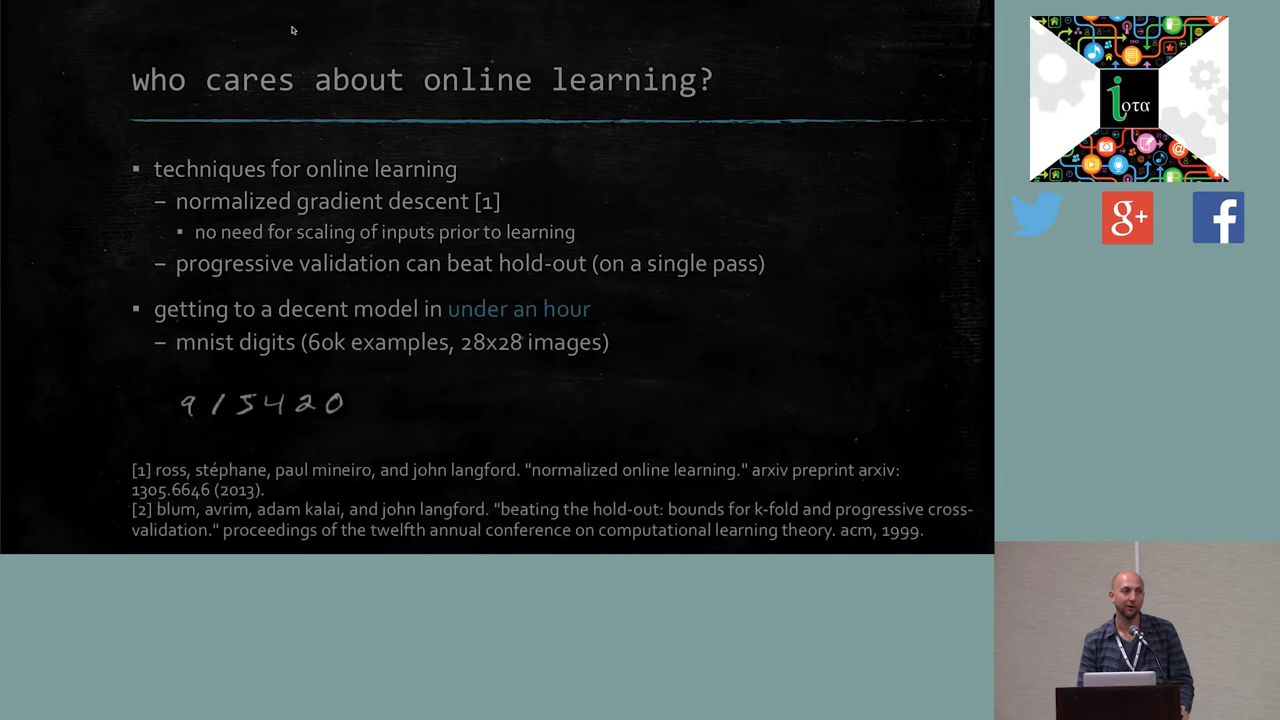 who cares about online learning?
▪ techniques for online learning
– normalized gradient descent [1]
▪ no need for scaling of inputs prior to learning
– progressive validation can beat hold-out (on a single pass)
▪ getting to a decent model in under an hour
– mnist digits (60k examples, 28x28 images)
9 1 5 4 2 0
[1] ross, stéphane, paul mineiro, and john langford. "normalized online learning." arxiv preprint arxiv:
1305.6646 (2013).
[2] blum, avrim, adam kalai, and john langford. "beating the hold-out: bounds for k-fold and progressive cross-
validation." proceedings of the twelfth annual conference on computational learning theory. acm, 1999.
iοτα
g+
f